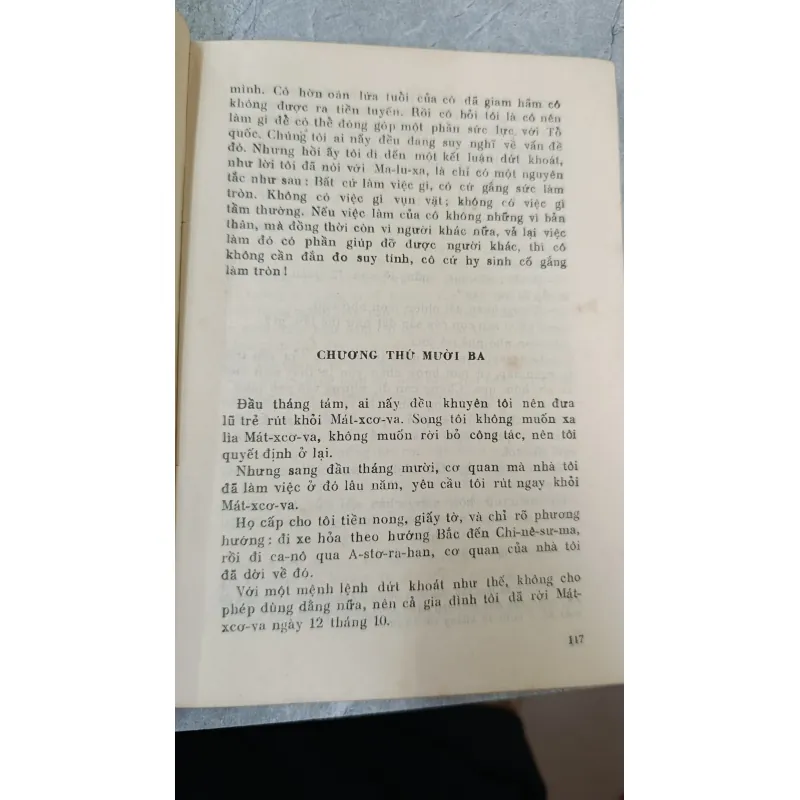 mình. Cô hờn oán lứa tuổi của cô đã giam hãm cô
không được ra tiền tuyến. Rồi cô hỏi tôi là cô nên
làm gì để có thể đóng góp một phần sức lực với Tổ
quốc. Chúng tôi ai nấy đều đang suy nghĩ về vấn đề
đó. Nhưng hồi ấy tôi đi đến một kết luận dứt khoát,
như lời tôi đã nói với Ma-lu-xa, là chỉ có một nguyên
tắc như sau : Bất cứ làm việc gì, cô cứ gắng sức làm
tròn. Không có việc gì vụn vặt; không có việc gì
tầm thường. Nếu việc làm của cô không những vì bản
thân, mà đồng thời còn vì người khác nữa, vả lại việc
làm đó có phần giúp đỡ được người khác, thì cô
không cần đắn đo suy tính, cô cứ hy sinh cố gắng
làm tròn !
CHƯƠNG THỨ MƯỜI BA
Đầu tháng tám, ai nấy đều khuyên tôi nên đưa
lũ trẻ rút khỏi Mát-xcơ-va. Song tôi không muốn xa
lìa Mát-xcơ-va, không muốn rời bỏ công tác, nên tôi
quyết định ở lại.
Nhưng sang đầu tháng mười, cơ quan mà nhà tôi
đã làm việc ở đó lâu năm, yêu cầu tôi rút ngay khỏi
Mát-xcơ-va.
Họ cấp cho tôi tiền nong, giấy tờ, và chỉ rõ phương
hướng : đi xe hỏa theo hướng Bắc đến Chi-nê-sư-ma,
rồi đi ca-nô qua A-stơ-ra-han, cơ quan của nhà tôi
đã dời về đó.
Với một mệnh lệnh dứt khoát như thế, không cho
phép dùng dằng nữa, nên cả gia đình tôi đã rời Mát-
xcơ-va ngày 12 tháng 10.
117